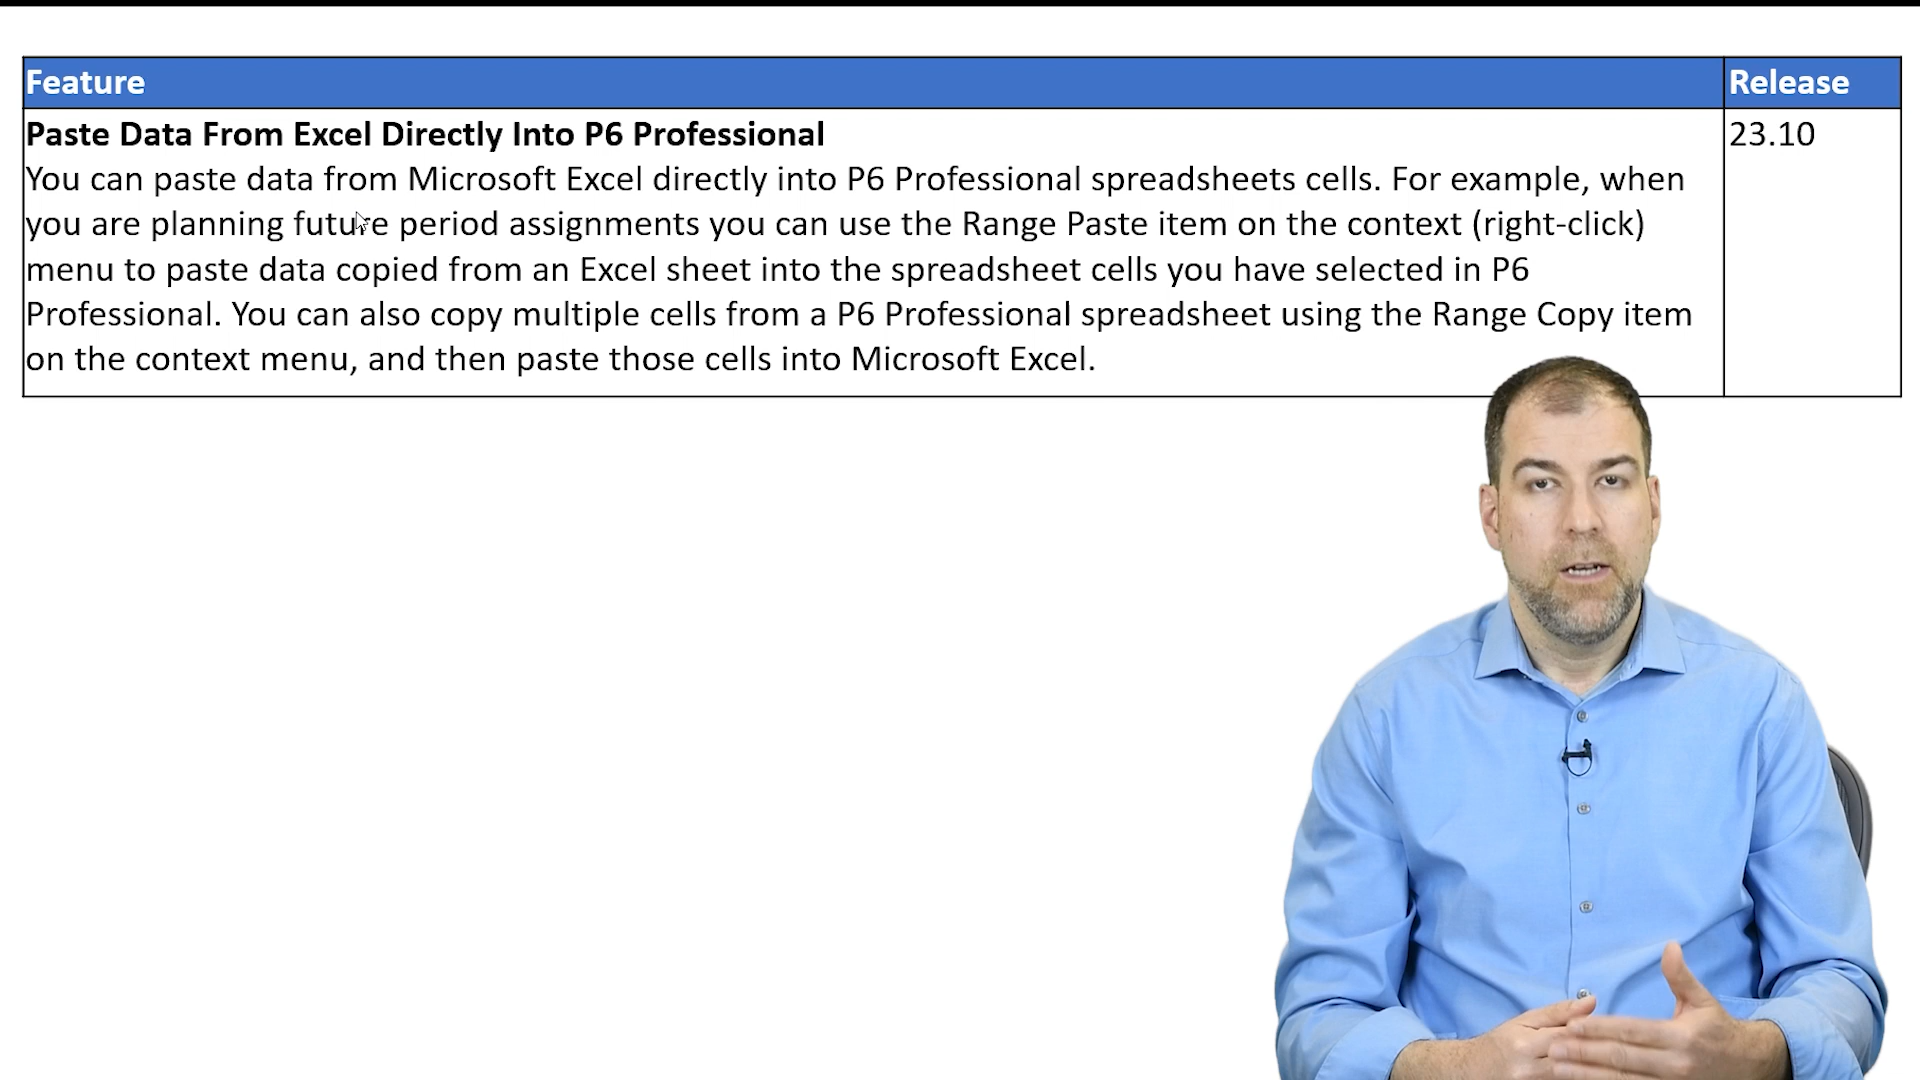 Feature
Release
Paste Data From Excel Directly Into P6 Professional
23.10
You can paste data from Microsoft Excel directly into P6 Professional spreadsheets cells. For example, when
you are planning future period assignments you can use the Range Paste item on the context (right-click)
menu to paste data copied from an Excel sheet into the spreadsheet cells you have selected in P6
Professional. You can also copy multiple cells from a P6 Professional spreadsheet using the Range Copy item
on the context menu, and then paste those cells into Microsoft Excel.